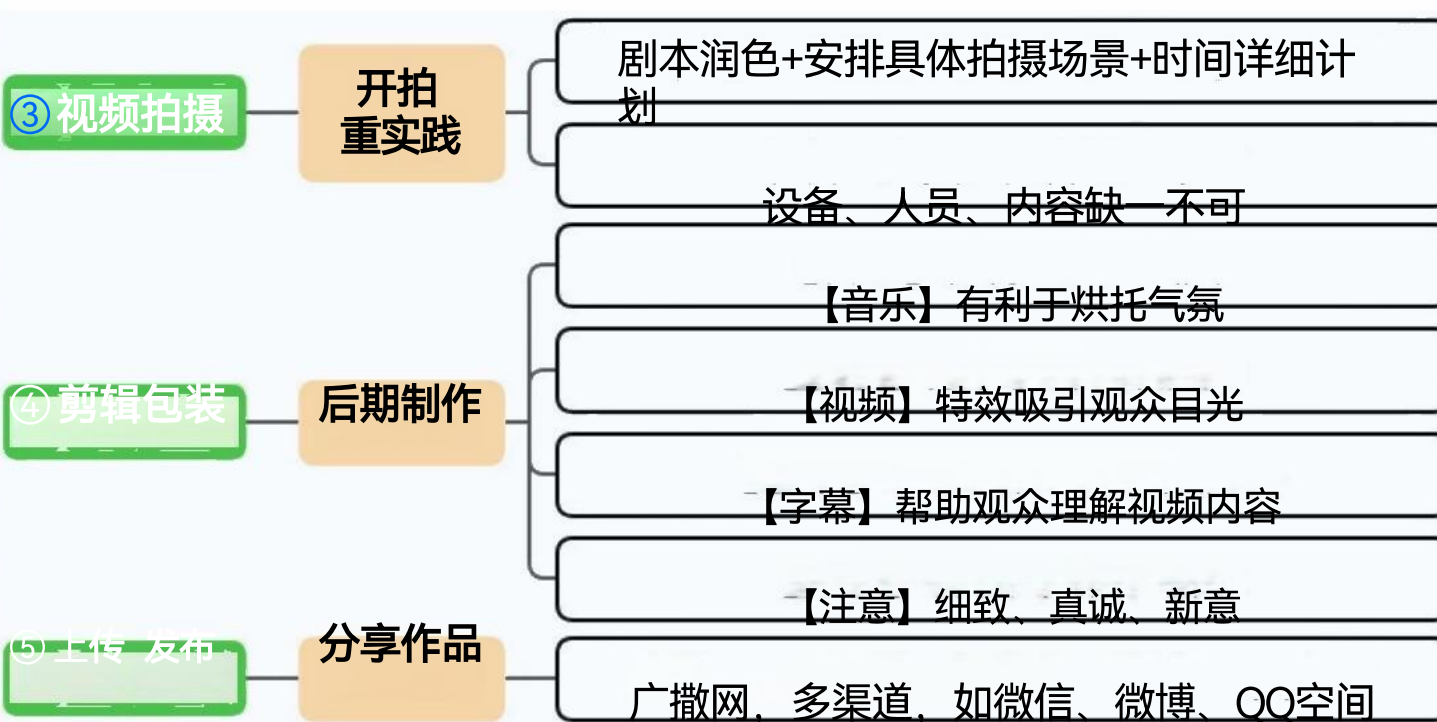 ③视频拍摄
开拍
重实践
剧本润色+安排具体拍摄场景+时间详细计
划
设备、人员、内容缺一不可
④剪辑包装
后期制作
【音乐】有利于烘托气氛
【视频】特效吸引观众目光
【字幕】帮助观众理解视频内容
【注意】细致、真诚、新意
⑤上传 发布
分享作品
广撒网，多渠道，如微信、微博、QQ空间